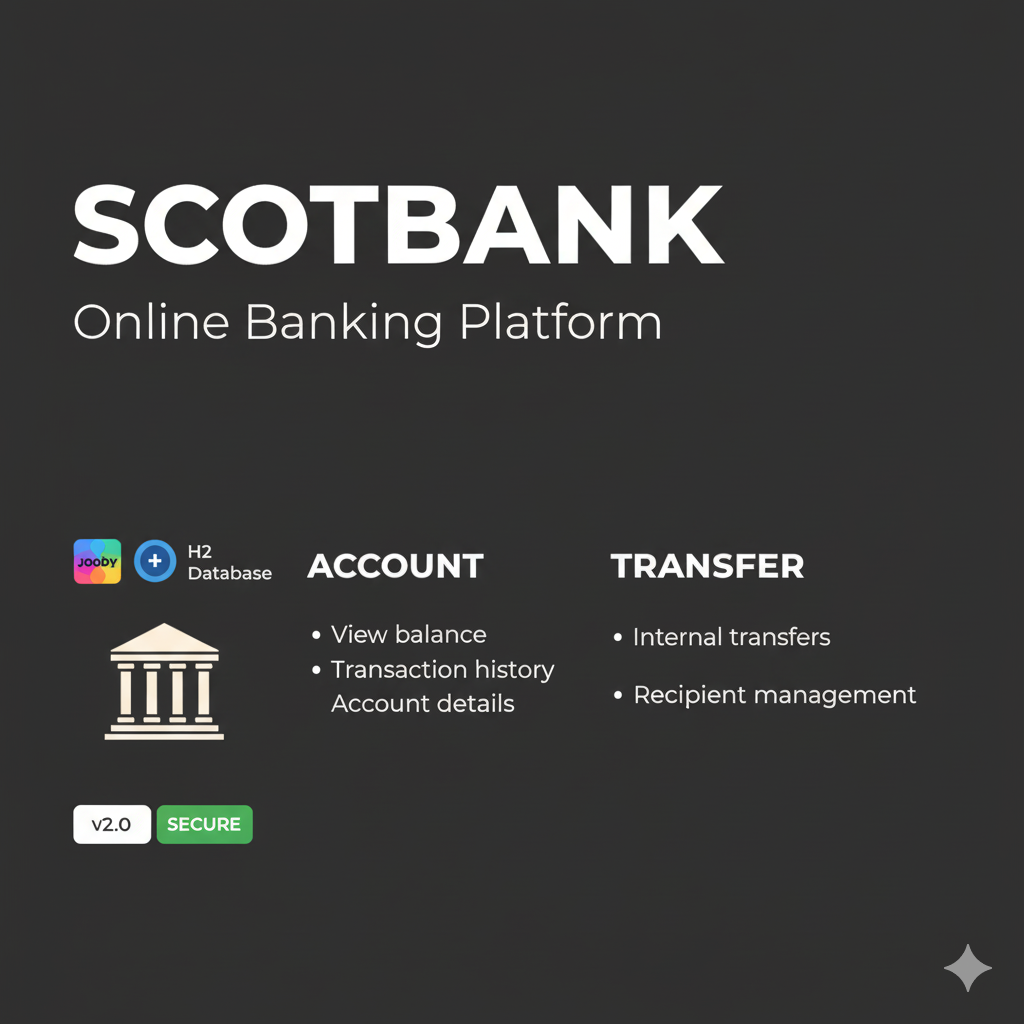 SCOTBANK
Online Banking Platform
JOOBY
H2
Database
ACCOUNT
• View balance
• Transaction history
Account details
TRANSFER
• Internal transfers
• Recipient management
v2.0
SECURE